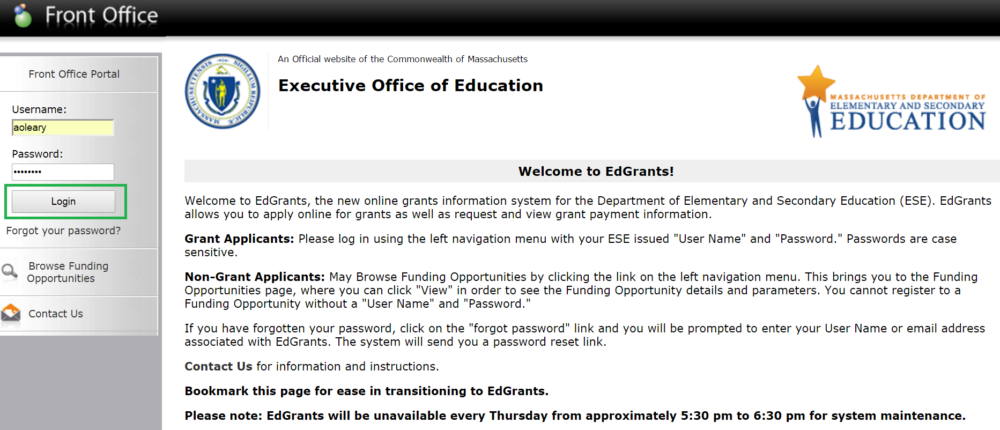 Front Office
Front Office Portal
Username:
aoleary
Password:
••••••••
Login
Forgot your password?
Browse Funding
Opportunities
Contact Us
An Official website of the Commonwealth of Massachusetts
Executive Office of Education
MASSACHUSETTS DEPARTMENT OF
ELEMENTARY AND SECONDARY
EDUCATION
Welcome to EdGrants!
Welcome to EdGrants, the new online grants information system for the Department of Elementary and Secondary Education (ESE). EdGrants
allows you to apply online for grants as well as request and view grant payment information.
Grant Applicants: Please log in using the left navigation menu with your ESE issued "User Name" and "Password." Passwords are case
sensitive.
Non-Grant Applicants: May Browse Funding Opportunities by clicking the link on the left navigation menu. This brings you to the Funding
Opportunities page, where you can click "View" in order to see the Funding Opportunity details and parameters. You cannot register to a
Funding Opportunity without a "User Name" and "Password."
If you have forgotten your password, click on the "forgot password" link and you will be prompted to enter your User Name or email address
associated with EdGrants. The system will send you a password reset link.
Contact Us for information and instructions.
Bookmark this page for ease in transitioning to EdGrants.
Please note: EdGrants will be unavailable every Thursday from approximately 5:30 pm to 6:30 pm for system maintenance.